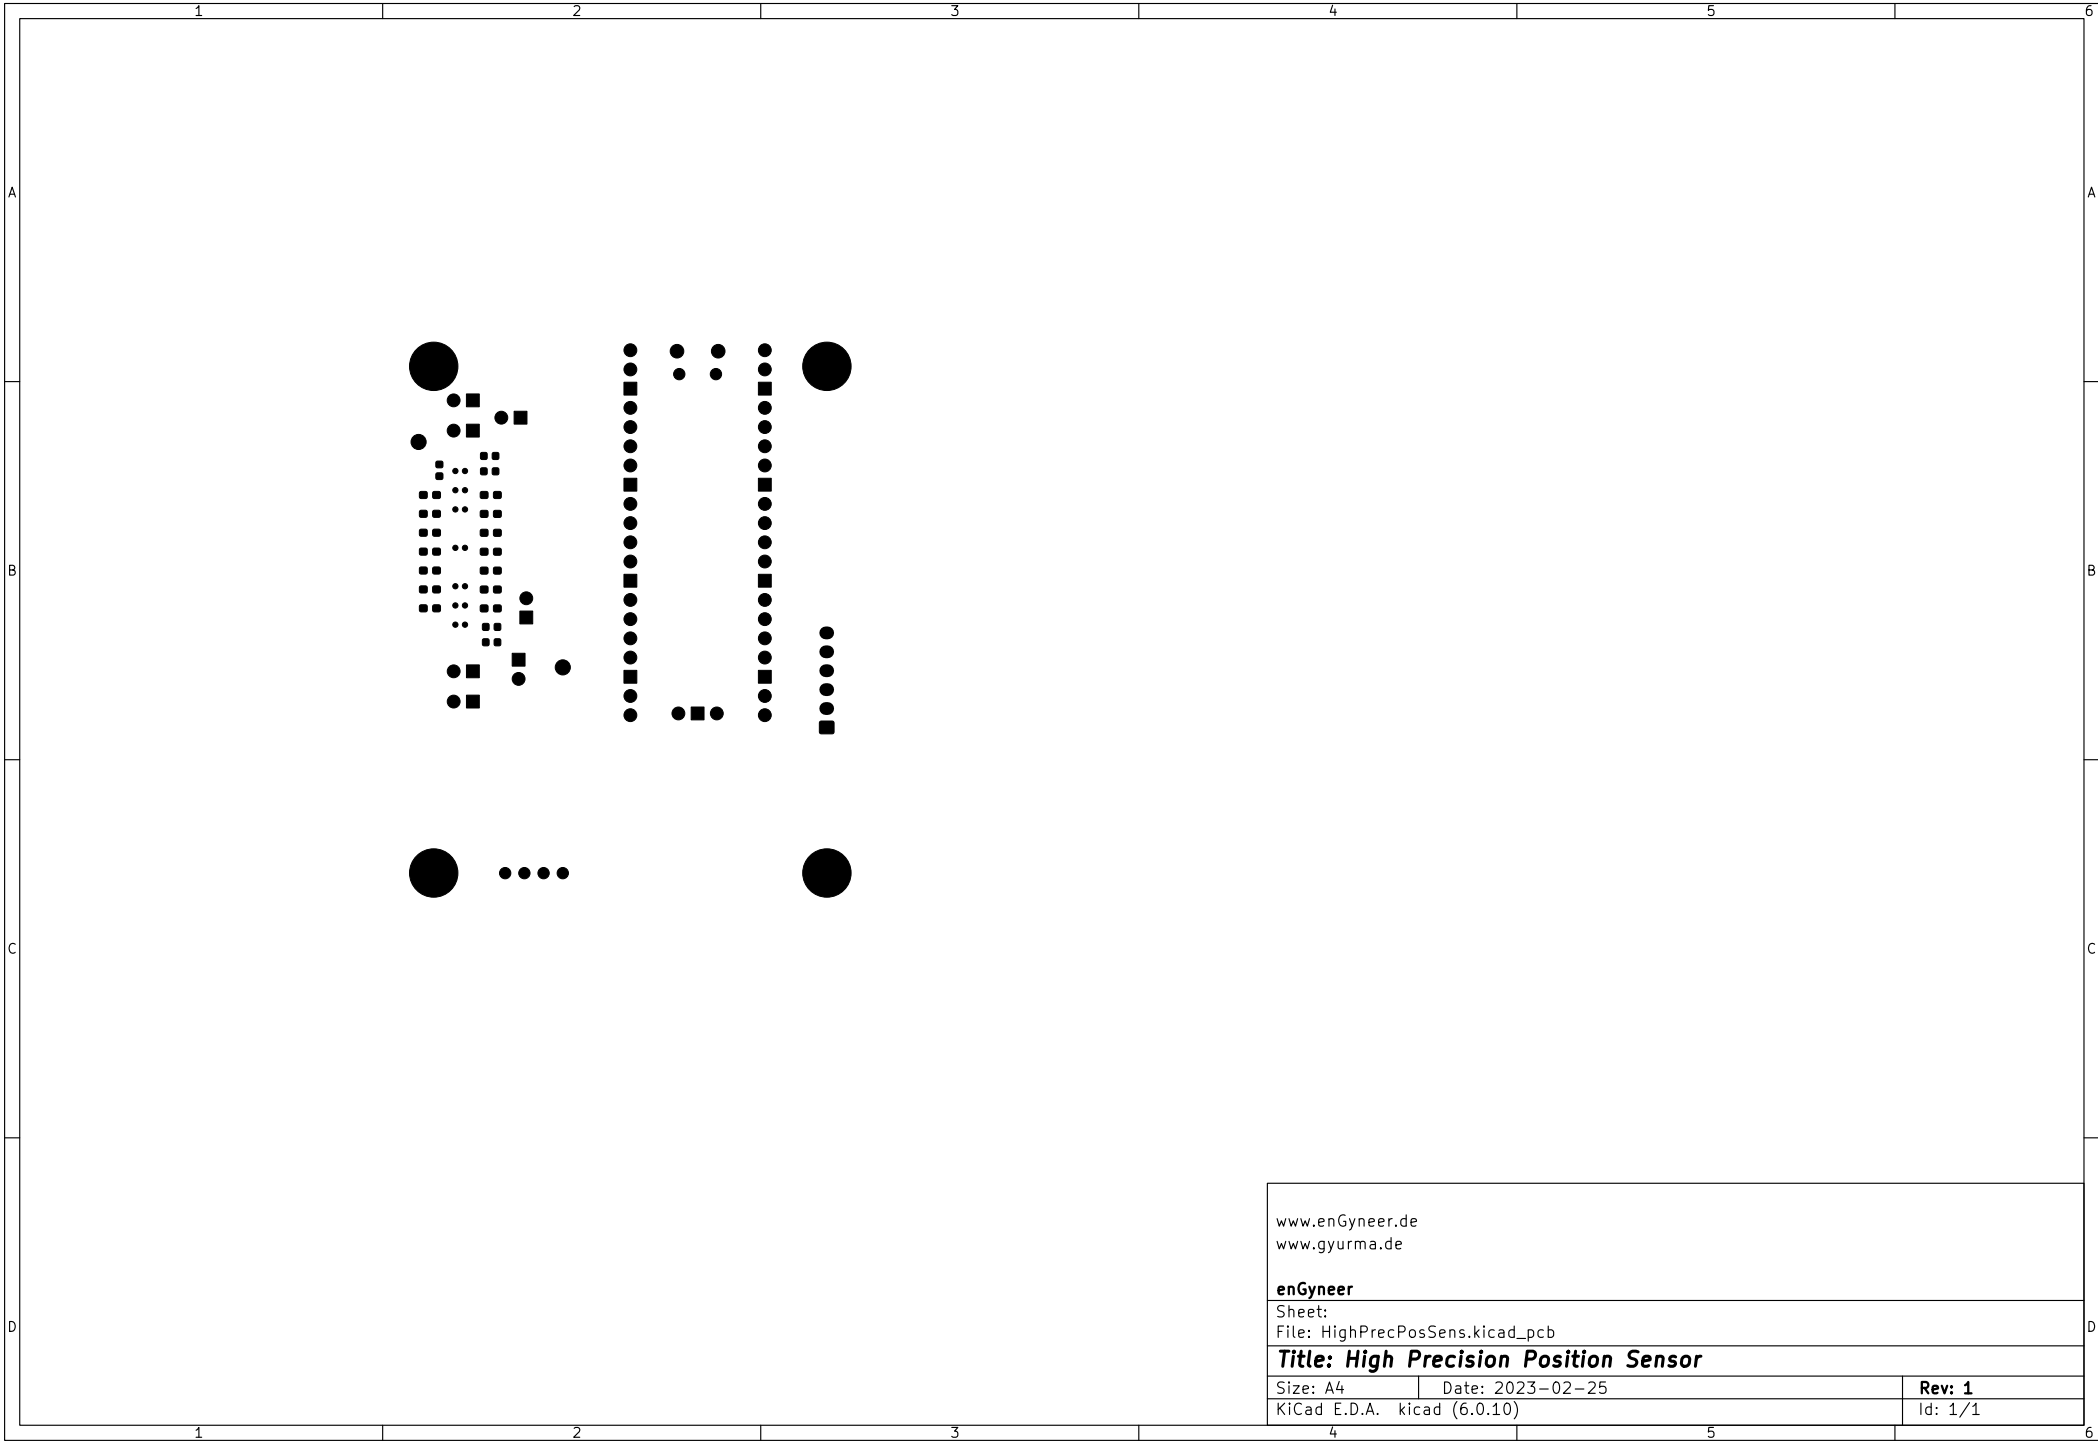 1 2 3 4 5 6
A A
B B
C C
www.enGyneer.de
www.gyurma.de
enGyneer
Sheet:
D D
File: HighPrecPosSens.kicad_pcb
Title: High Precision Position Sensor
Size: A4 Date: 2023-02-25 Rev: 1
KiCad E.D.A. kicad (6.0.10) Id: 1/1
1 2 3 4 5 6